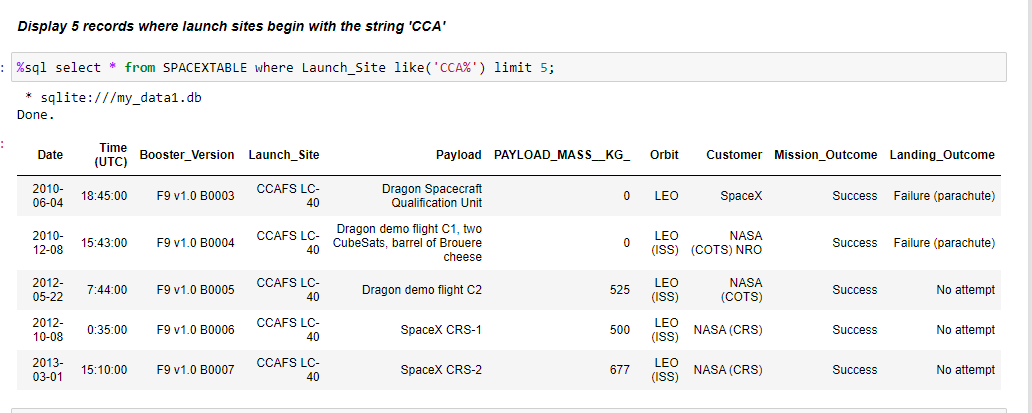 Display 5 records where launch sites begin with the string 'CCA'
: %sql select * from SPACEXTABLE where Launch_Site like('CCA%') limit 5;
* sqlite:///my_data1.db
Done.
:
Date Time (UTC) Booster_Version Launch_Site Payload PAYLOAD_MASS__KG_ Orbit Customer Mission_Outcome Landing_Outcome
2010-06-04 18:45:00 F9 v1.0 B0003 CCAFS LC-40 Dragon Spacecraft Qualification Unit 0 LEO SpaceX Success Failure (parachute)
2010-12-08 15:43:00 F9 v1.0 B0004 CCAFS LC-40 Dragon demo flight C1, two CubeSats, barrel of Brouere cheese 0 LEO (ISS) NASA (COTS) NRO Success Failure (parachute)
2012-05-22 7:44:00 F9 v1.0 B0005 CCAFS LC-40 Dragon demo flight C2 525 LEO (ISS) NASA (COTS) Success No attempt
2012-10-08 0:35:00 F9 v1.0 B0006 CCAFS LC-40 SpaceX CRS-1 500 LEO (ISS) NASA (CRS) Success No attempt
2013-03-01 15:10:00 F9 v1.0 B0007 CCAFS LC-40 SpaceX CRS-2 677 LEO (ISS) NASA (CRS) Success No attempt